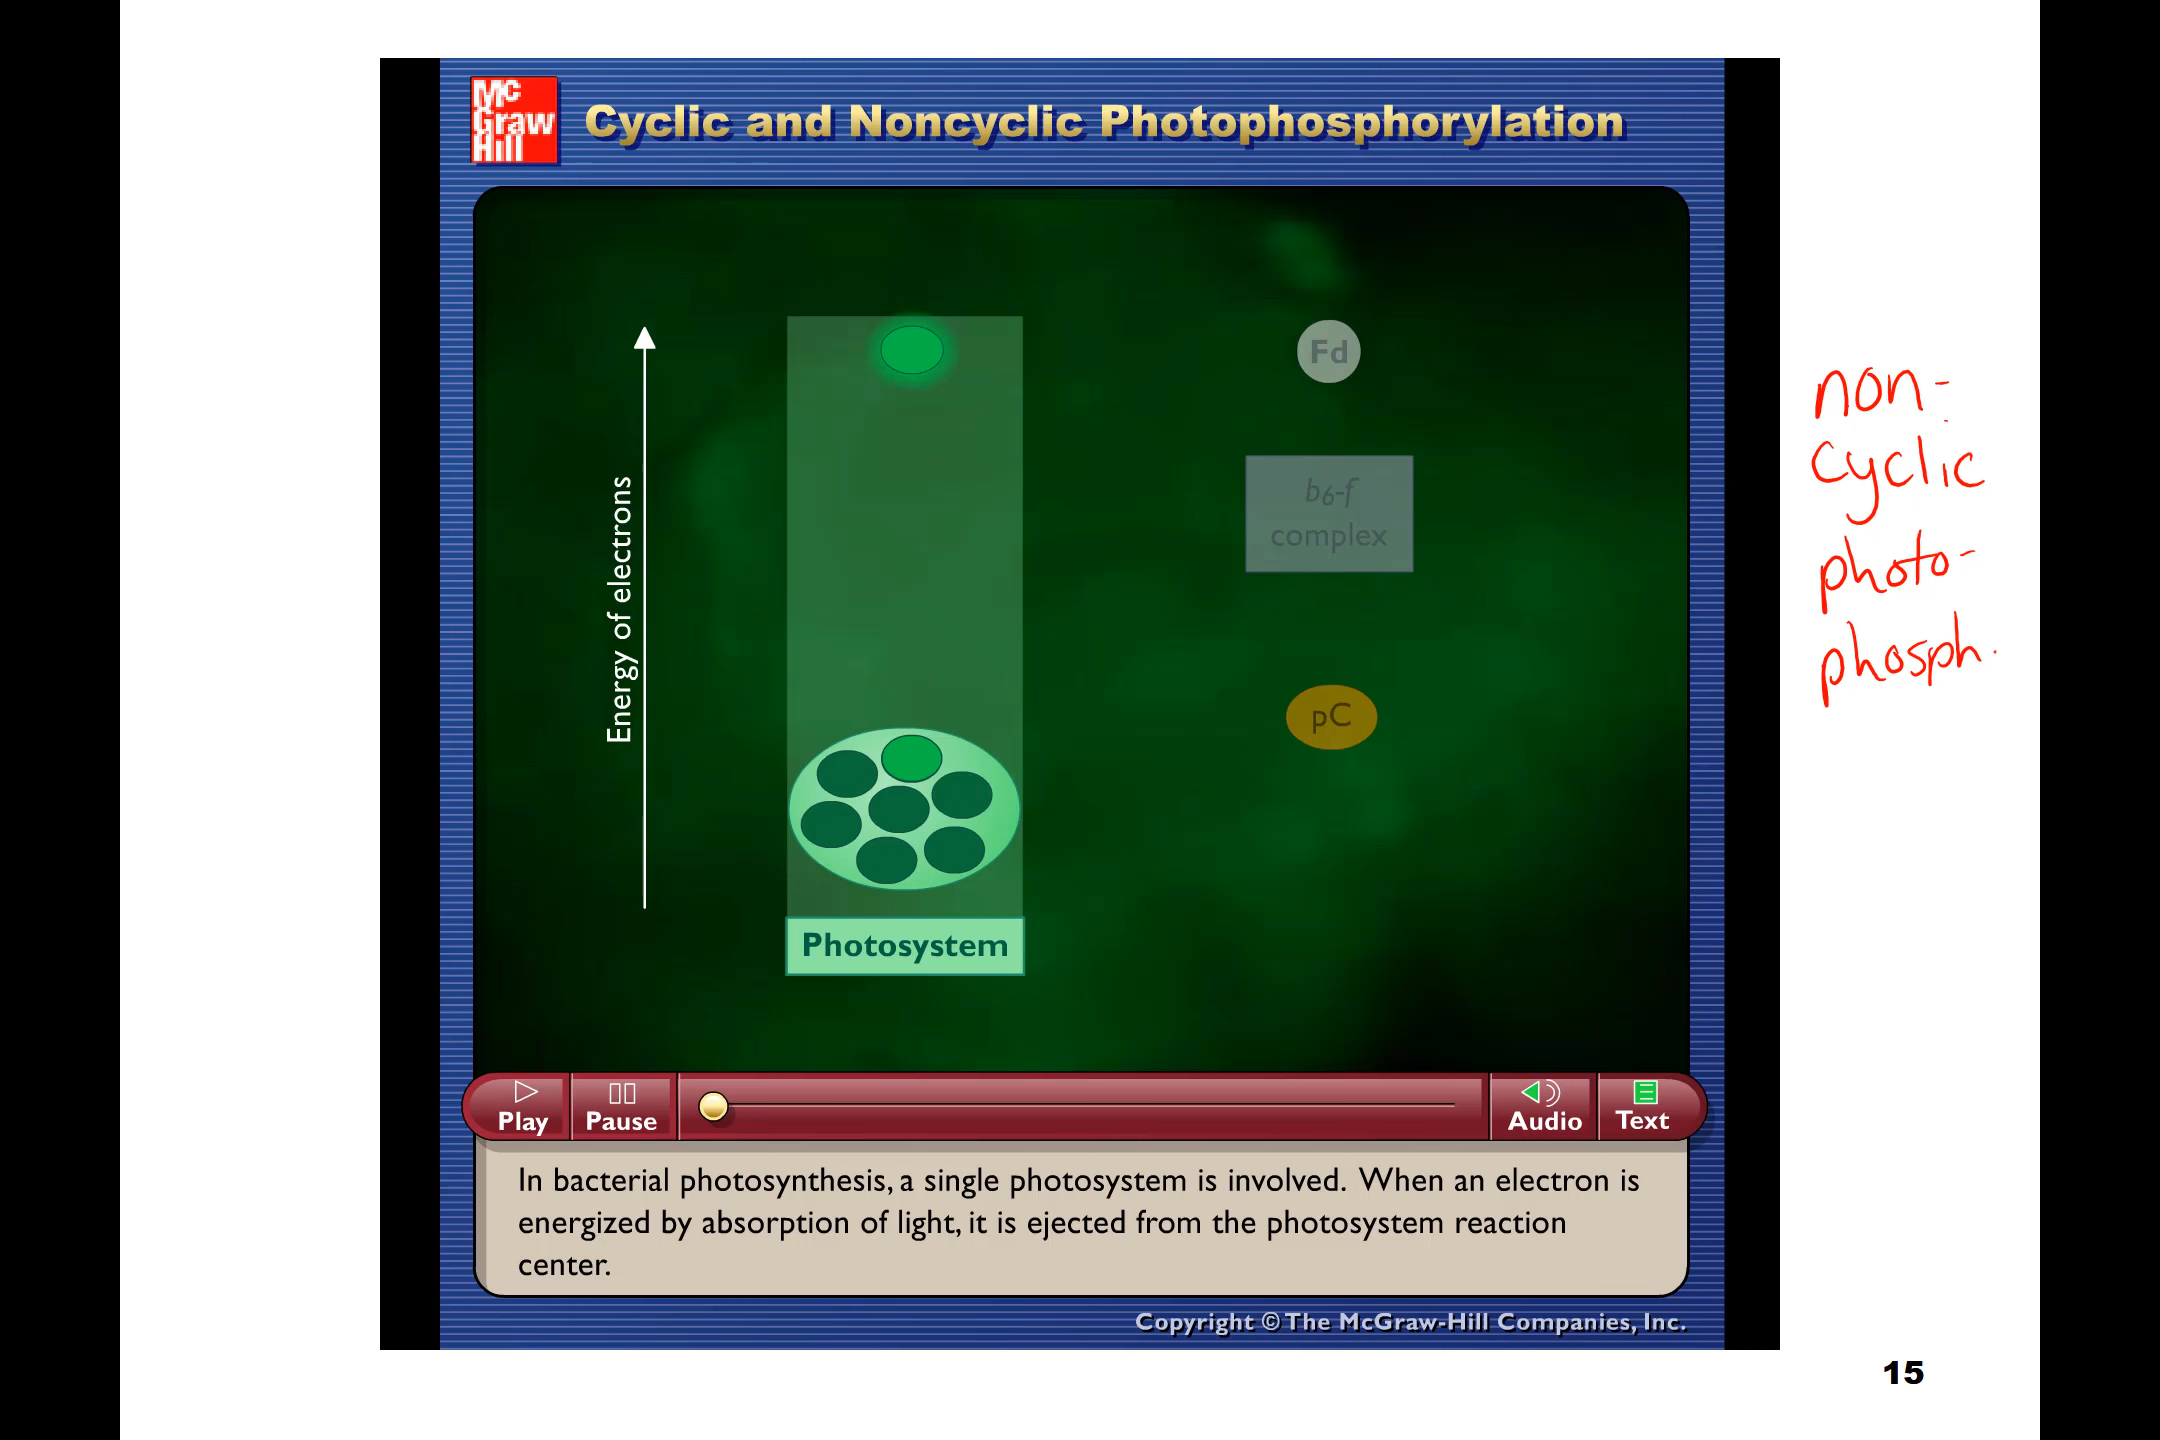 Mc
Graw
Hill
Cyclic and Noncyclic Photophosphorylation
Energy of electrons
Fd
b6-f
complex
pC
Photosystem
non-
cyclic
photo-
phosph.
Play
Pause
Audio
Text
In bacterial photosynthesis, a single photosystem is involved. When an electron is
energized by absorption of light, it is ejected from the photosystem reaction
center.
Copyright © The McGraw-Hill Companies, Inc.
15